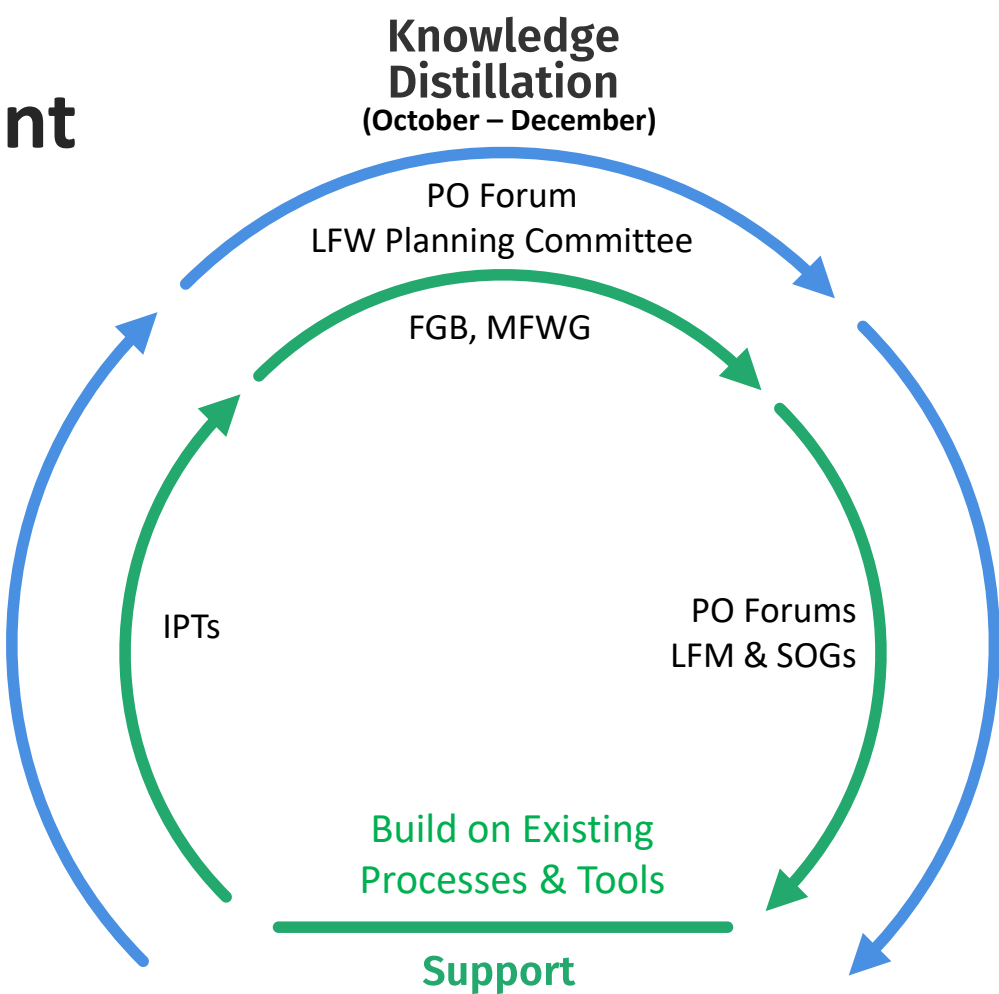 Knowledge
Distillation
(October – December)
nt
PO Forum
LFW Planning Committee
FGB, MFWG
IPTs
PO Forums
LFM & SOGs
Build on Existing
Processes & Tools
Support